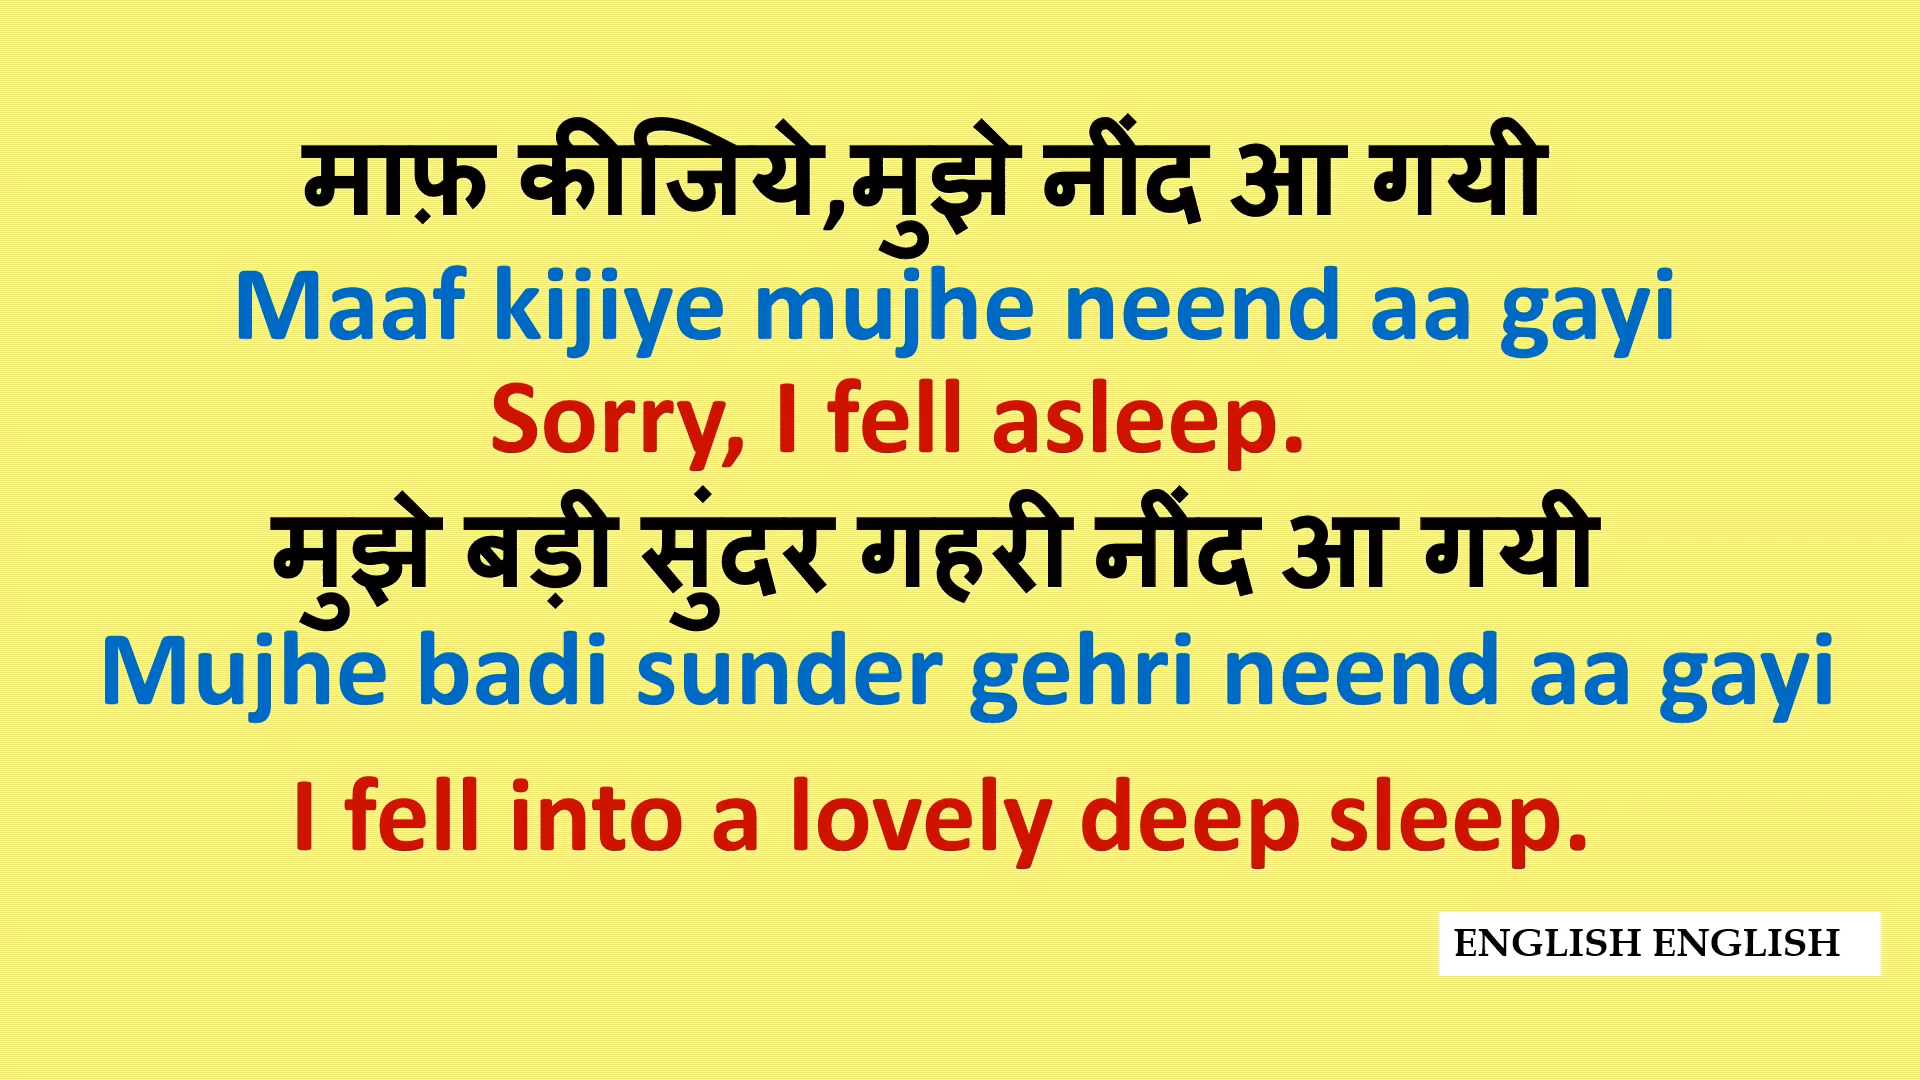 माफ़ कीजिये,मुझे नींद आ गयी
Maaf kijiye mujhe neend aa gayi
Sorry, I fell asleep.
मुझे बड़ी सुंदर गहरी नींद आ गयी
Mujhe badi sunder gehri neend aa gayi
I fell into a lovely deep sleep.
ENGLISH ENGLISH